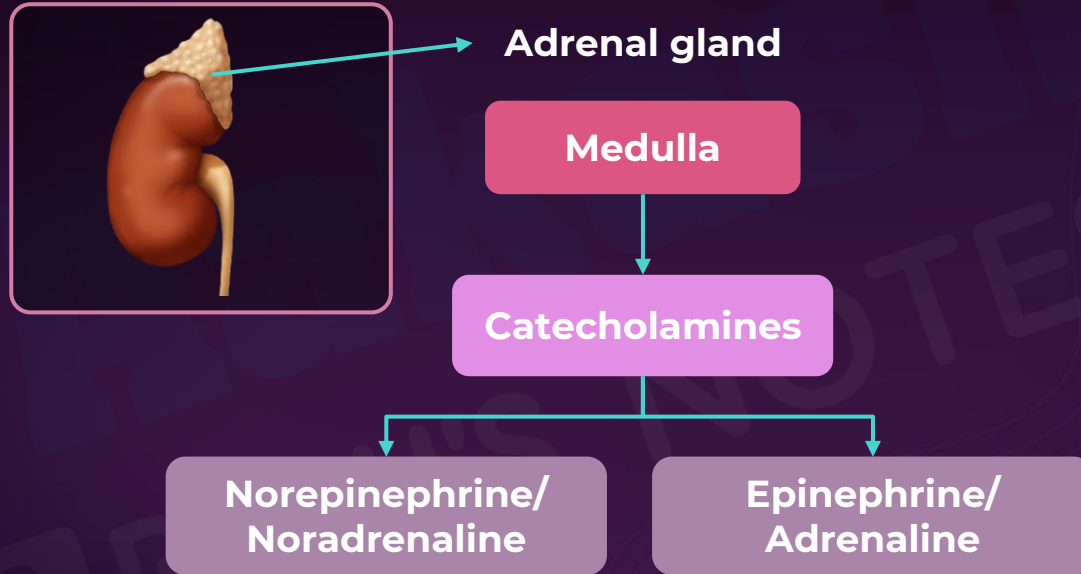 Adrenal gland
Medulla
Catecholamines
Norepinephrine/
Noradrenaline
Epinephrine/
Adrenaline